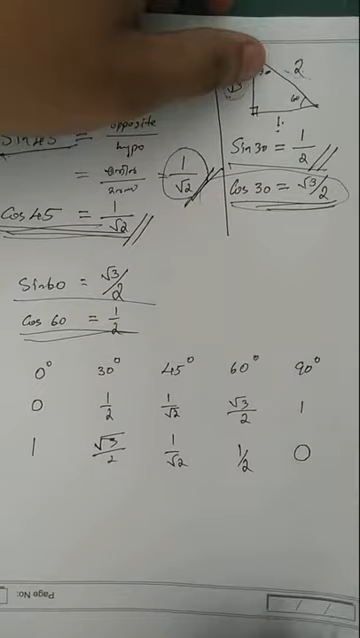 Sin45 = opposite/hypo
= 1/√2
Cos 45 = 1/√2
2
60
1
Sin 30 = 1/2
Cos 30 = √3/2
Sin60 = √3/2
Cos 60 = 1/2
0° 30° 45° 60° 90°
0 1/2 1/√2 √3/2 1
1 √3/2 1/√2 1/2 0
Page No: